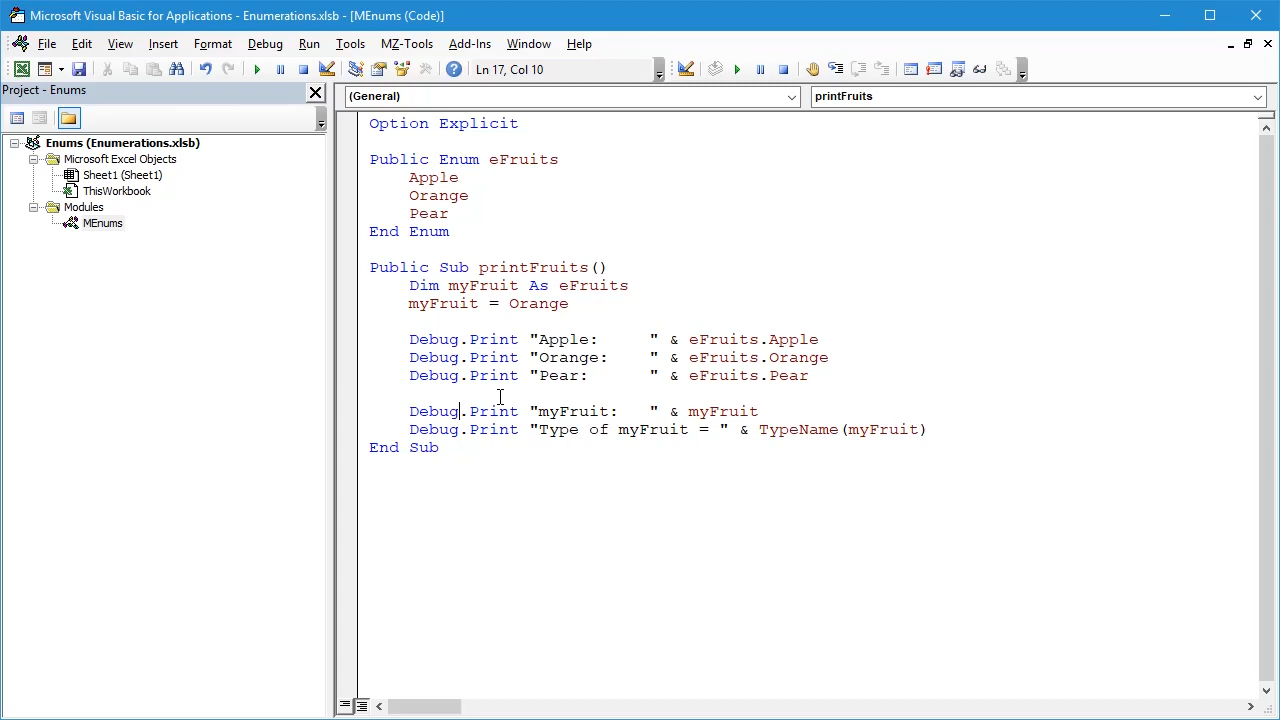 Microsoft Visual Basic for Applications - Enumerations.xlsb - [MEnums (Code)]
File Edit View Insert Format Debug Run Tools MZ-Tools Add-Ins Window Help
Ln 17, Col 10
Project - Enums
(General) printFruits
Enums (Enumerations.xlsb)
Microsoft Excel Objects
Sheet1 (Sheet1)
ThisWorkbook
Modules
MEnums
Option Explicit
Public Enum eFruits
    Apple
    Orange
    Pear
End Enum
Public Sub printFruits()
    Dim myFruit As eFruits
    myFruit = Orange
    Debug.Print "Apple:     " & eFruits.Apple
    Debug.Print "Orange:    " & eFruits.Orange
    Debug.Print "Pear:      " & eFruits.Pear
    Debug.Print "myFruit:   " & myFruit
    Debug.Print "Type of myFruit = " & TypeName(myFruit)
End Sub